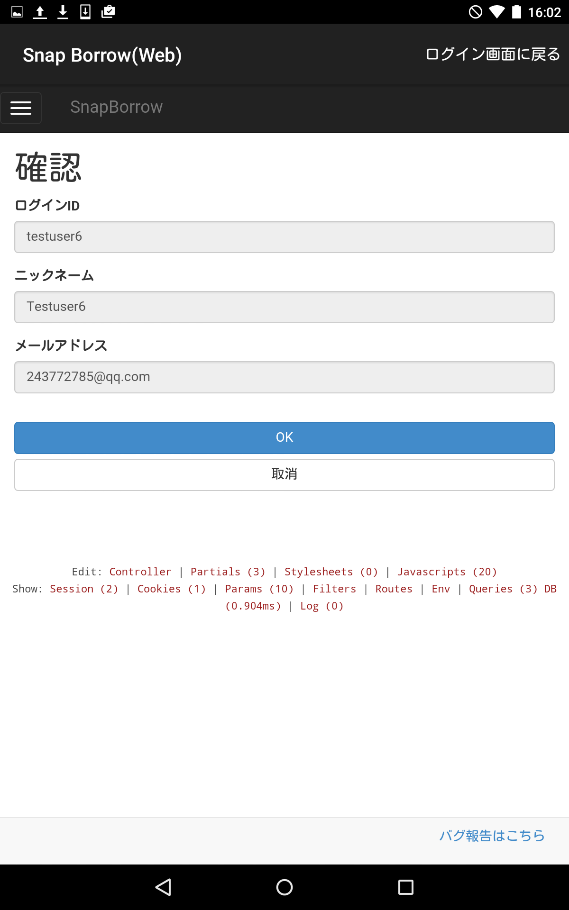 16:02
Snap Borrow(Web)
ログイン画面に戻る
SnapBorrow
確認
ログインID
testuser6
ニックネーム
Testuser6
メールアドレス
243772785@qq.com
OK
取消
Edit: Controller | Partials (3) | Stylesheets (0) | Javascripts (20)
Show: Session (2) | Cookies (1) | Params (10) | Filters | Routes | Env | Queries (3) DB
(0.904ms) | Log (0)
バグ報告はこちら